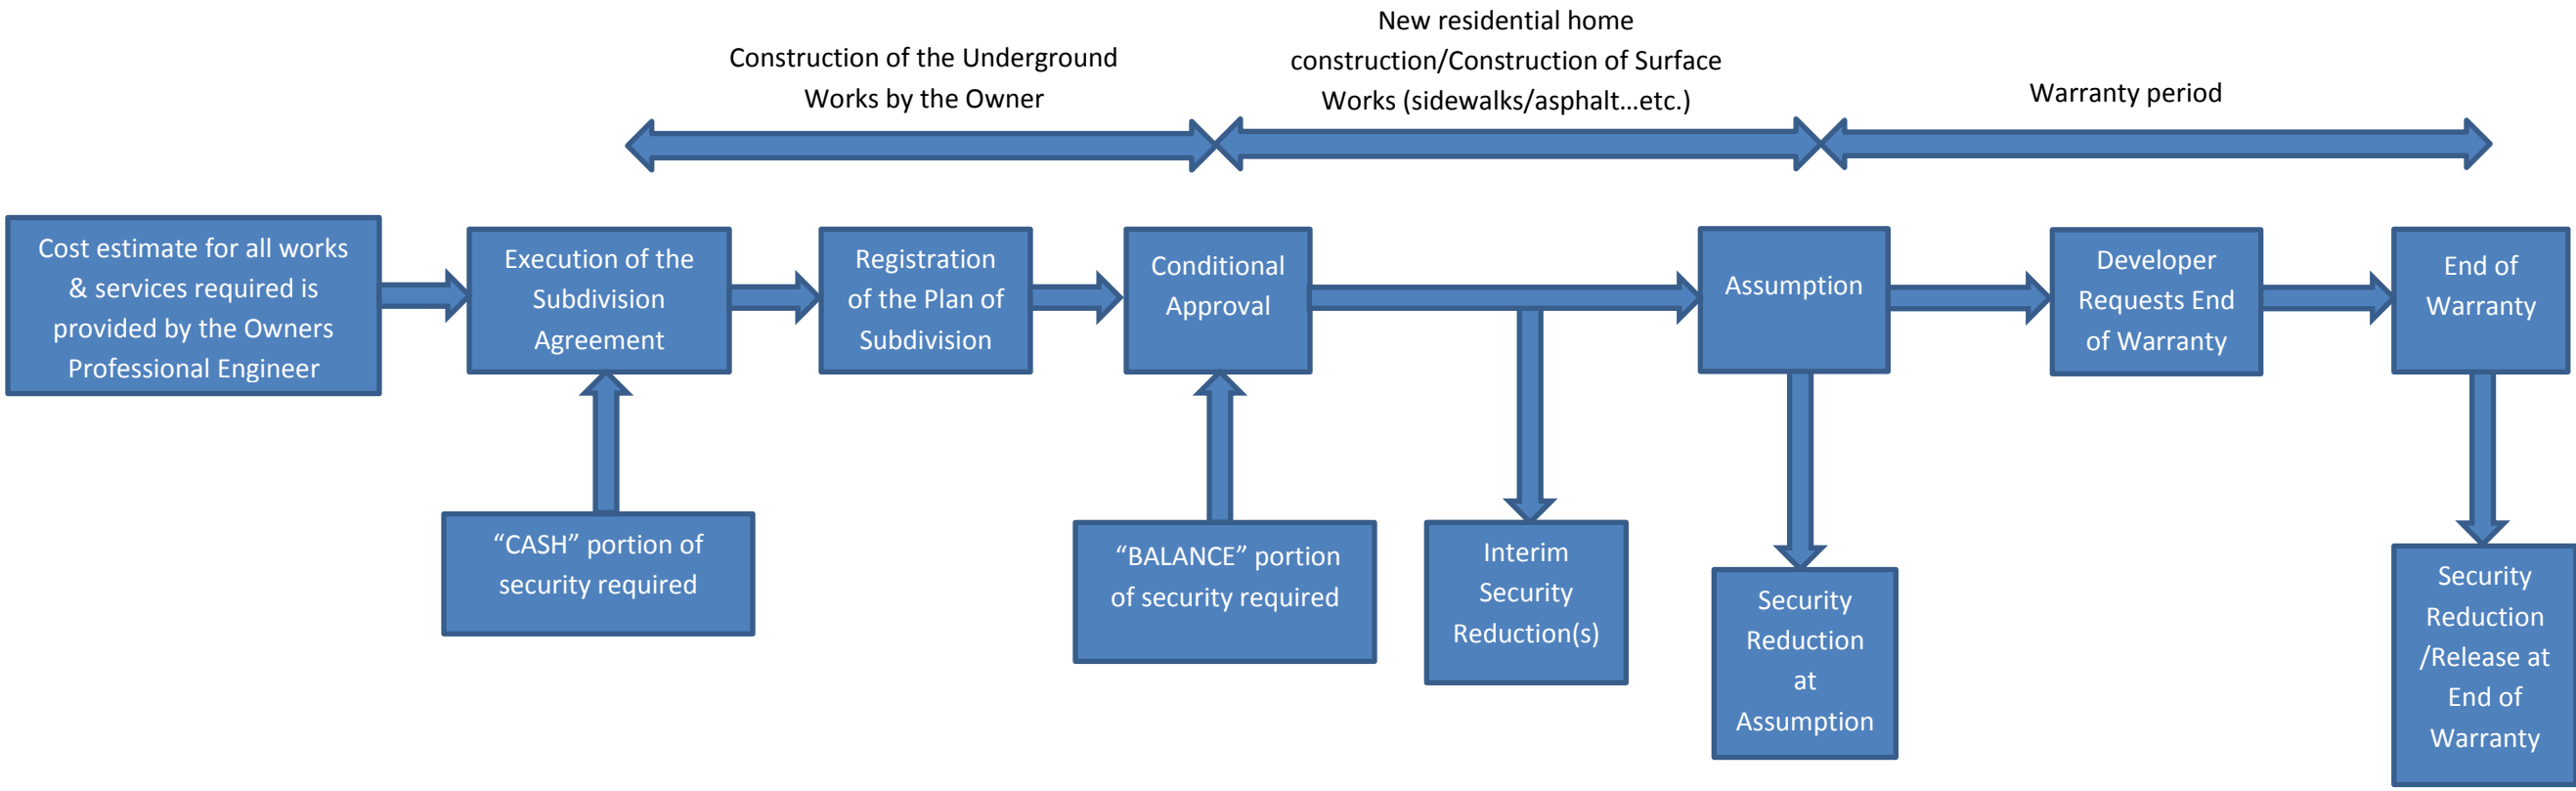 Construction of the Underground
Works by the Owner
New residential home
construction/Construction of Surface
Works (sidewalks/asphalt…etc.)
Warranty period
Cost estimate for all works
& services required is
provided by the Owners
Professional Engineer
Execution of the
Subdivision
Agreement
Registration
of the Plan of
Subdivision
Conditional
Approval
Assumption
Developer
Requests End
of Warranty
End of
Warranty
“CASH” portion of
security required
“BALANCE” portion
of security required
Interim
Security
Reduction(s)
Security
Reduction
at
Assumption
Security
Reduction
/Release at
End of
Warranty